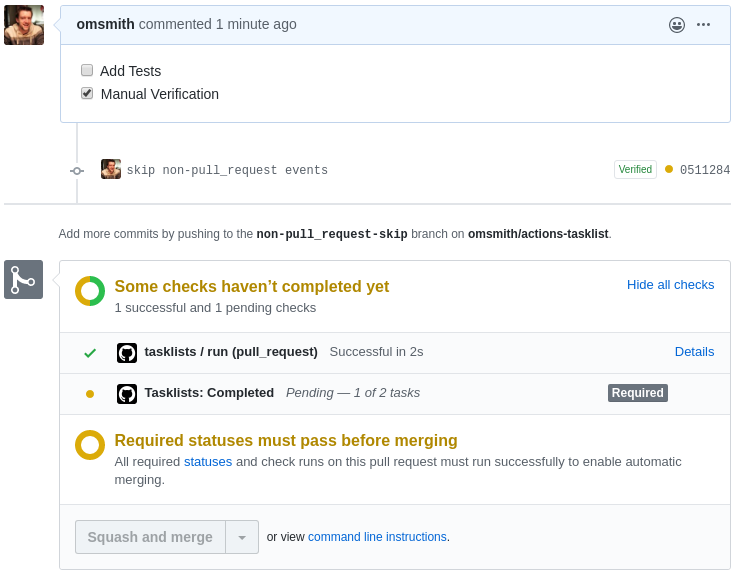 omsmith commented 1 minute ago
Add Tests
Manual Verification
skip non-pull_request events Verified 0511284
Add more commits by pushing to the non-pull_request-skip branch on omsmith/actions-tasklist.
Some checks haven’t completed yet Hide all checks
1 successful and 1 pending checks
tasklists / run (pull_request) Successful in 2s Details
Tasklists: Completed Pending — 1 of 2 tasks Required
Required statuses must pass before merging
All required statuses and check runs on this pull request must run successfully to enable automatic
merging.
Squash and merge or view command line instructions.